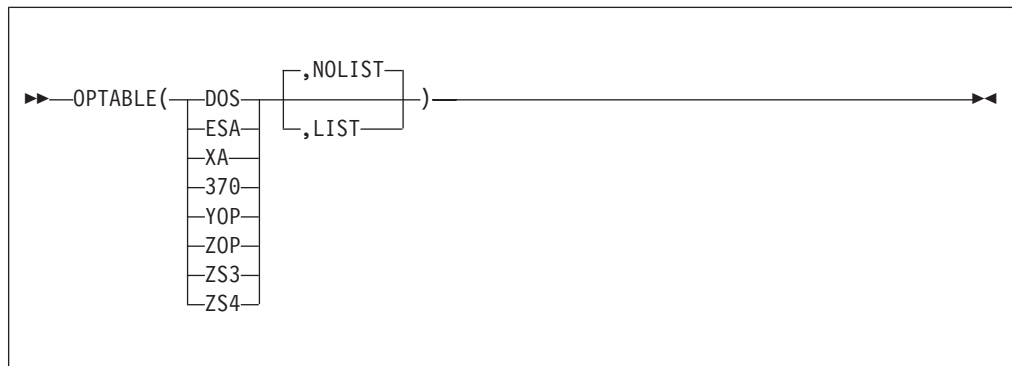 ,NOLIST
OPTABLE( DOS )
ESA ,LIST
XA
370
YOP
ZOP
ZS3
ZS4